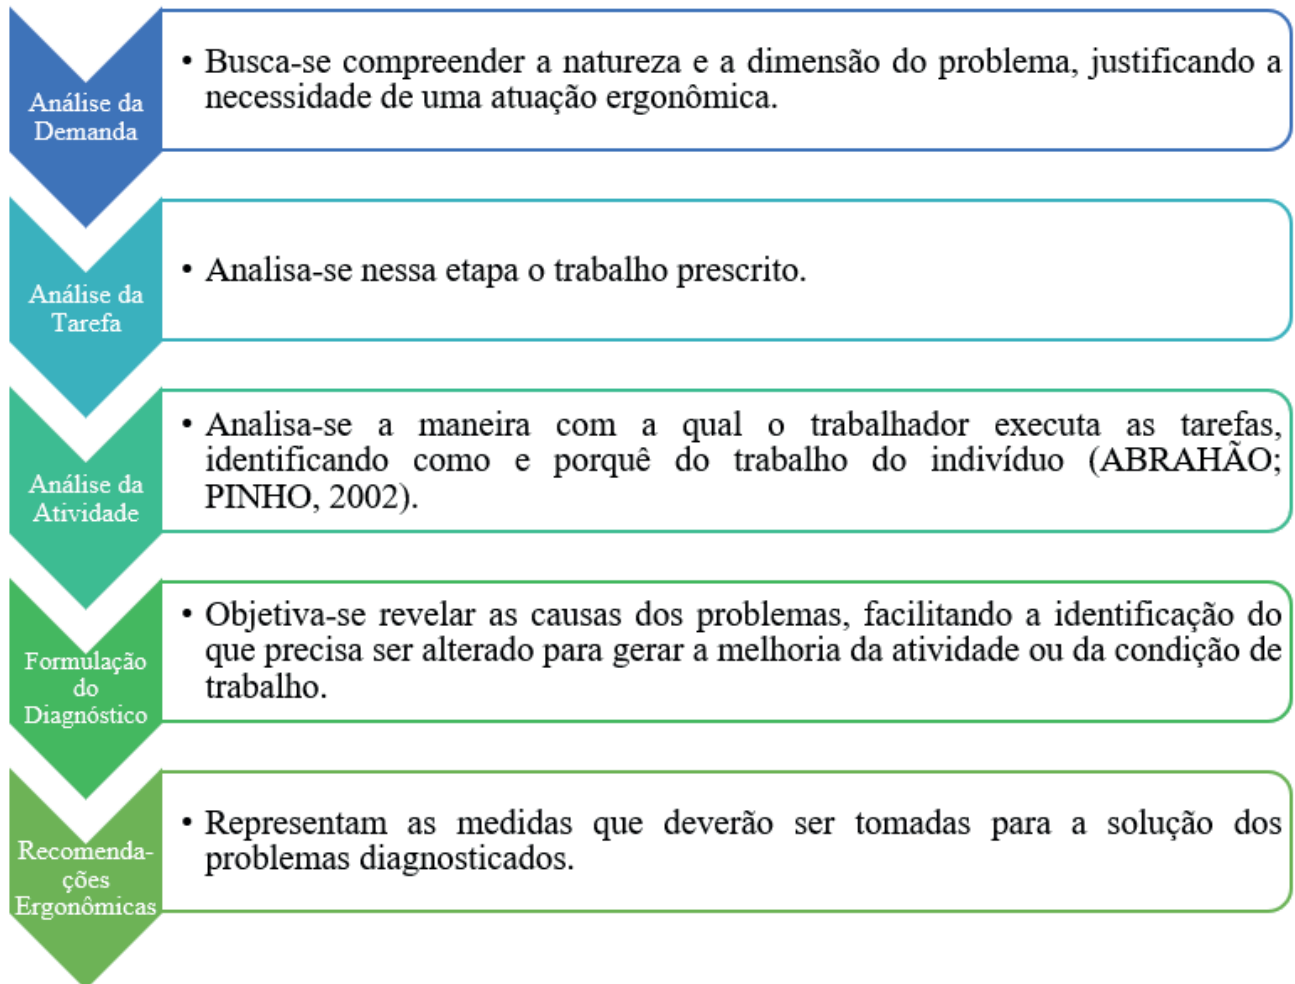 Análise da
Demanda
• Busca-se compreender a natureza e a dimensão do problema, justificando a
necessidade de uma atuação ergonômica.
Análise da
Tarefa
• Analisa-se nessa etapa o trabalho prescrito.
Análise da
Atividade
• Analisa-se a maneira com a qual o trabalhador executa as tarefas,
identificando como e porquê do trabalho do indivíduo (ABRAHÃO;
PINHO, 2002).
Formulação
do
Diagnóstico
• Objetiva-se revelar as causas dos problemas, facilitando a identificação do
que precisa ser alterado para gerar a melhoria da atividade ou da condição de
trabalho.
Recomenda-
ções
Ergonômicas
• Representam as medidas que deverão ser tomadas para a solução dos
problemas diagnosticados.